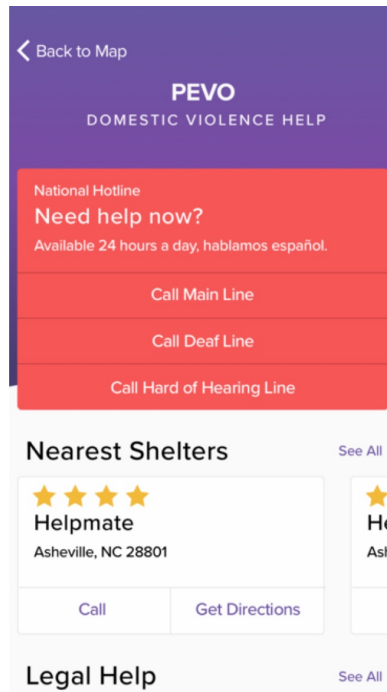 Back to Map
PEVO
DOMESTIC VIOLENCE HELP
National Hotline
Need help now?
Available 24 hours a day, hablamos español.
Call Main Line
Call Deaf Line
Call Hard of Hearing Line
Nearest Shelters
See All
Helpmate
Asheville, NC 28801
Call
Get Directions
Legal Help
See All